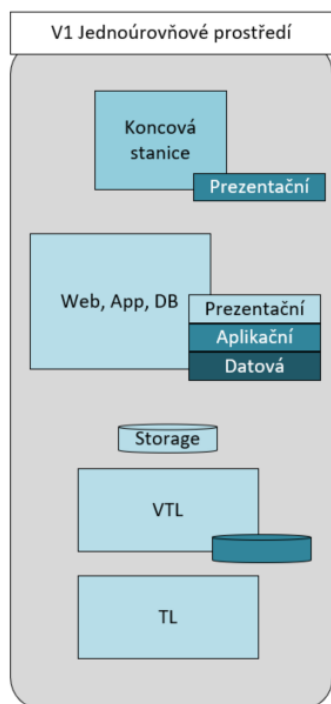 V1 Jednoúrovňové prostředí
Koncová
stanice
Prezentační
Web, App, DB
Prezentační
Aplikační
Datová
Storage
VTL
TL